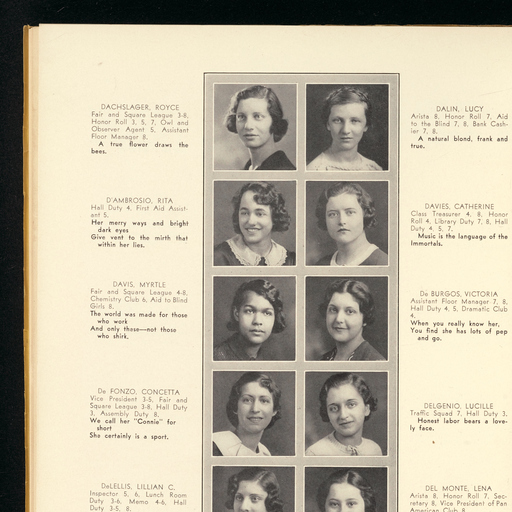 DACHSLAGER, ROYCE
Fair and Square League 3-8,
Honor Roll 3, 5, 7, Owl and
Observer Agent 5, Assistant
Floor Manager 8.
A true flower draws the
bees.
D'AMBROSIO, RITA
Hall Duty 4, First Aid Assist-
ant 5.
Her merry ways and bright
dark eyes
Give vent to the mirth that
within her lies.
DAVIS, MYRTLE
Fair and Square League 4-8,
Chemistry Club 6, Aid to Blind
Girls 8.
The world was made for those
who work
And only those—not those
who shirk.
De FONZO, CONCETTA
Vice President 3-5, Fair and
Square League 3-8, Hall Duty
3, Assembly Duty 8.
We call her "Connie" for
short
She certainly is a sport.
DeLELLIS, LILLIAN C.
Inspector 5, 6, Lunch Room
Duty 3-6, Memo 4-6, Hall
Duty 3-5, 8.
DALIN, LUCY
Arista 8, Honor Roll 7, Aid
to the Blind 7, 8, Bank Cash-
ier 7, 8.
A natural blond, frank and
true.
DAVIES, CATHERINE
Class Treasurer 4, 8, Honor
Roll 4, Library Duty 7, 8, Hall
Duty 4, 5, 7.
Music is the language of the
Immortals.
De BURGOS, VICTORIA
Assistant Floor Manager 7, 8,
Hall Duty 4, 5, Dramatic Club
4.
When you really know her,
You find she has lots of pep
and go.
DELGENIO, LUCILLE
Traffic Squad 7, Hall Duty 3.
Honest labor bears a love-
ly face.
DEL MONTE, LENA
Arista 8, Honor Roll 7, Sec-
retary 8, Vice President of Pan
American Club 8.